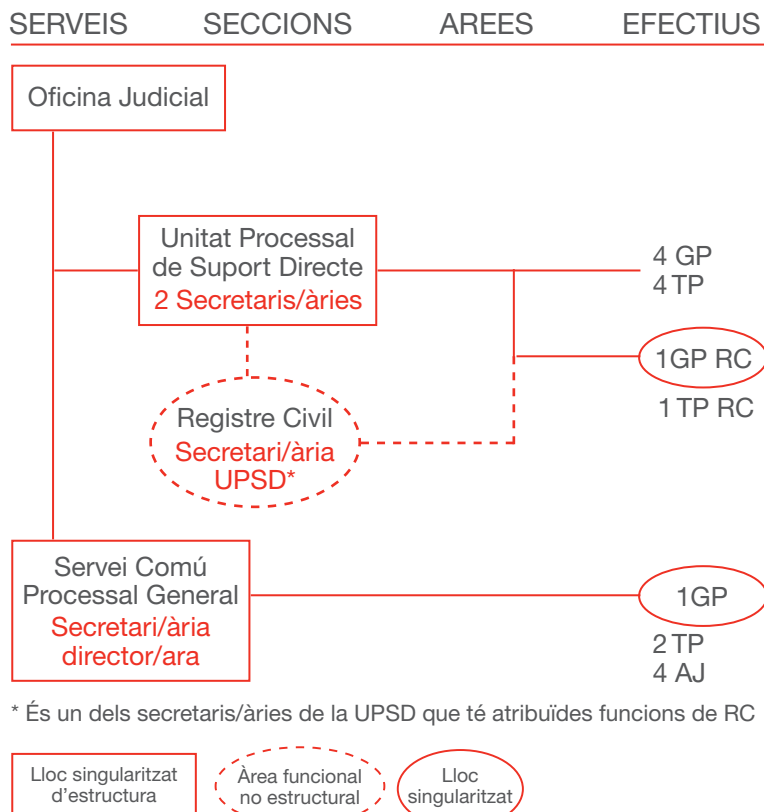 SERVEIS SECCIONS AREES EFECTIUS
Oficina Judicial
Unitat Processal
de Suport Directe
2 Secretaris/àries
4 GP
4 TP
1GP RC
1 TP RC
Registre Civil
Secretari/ària
UPSD*
Servei Comú
Processal General
Secretari/ària
director/ara
1GP
2 TP
4 AJ
* És un dels secretaris/àries de la UPSD que té atribuïdes funcions de RC
Lloc singularitzat
d’estructura
Àrea funcional
no estructural
Lloc
singularitzat